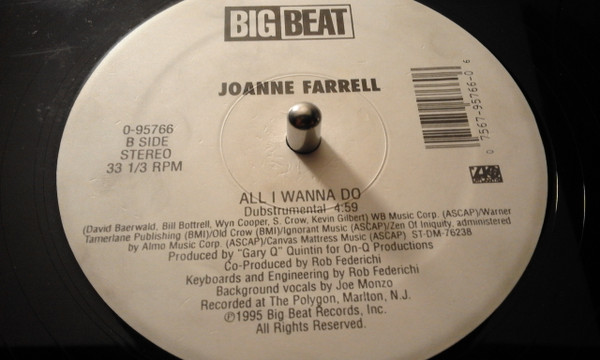 BIG BEAT
JOANNE FARRELL
0-95766
B SIDE
STEREO
33 1/3 RPM
0 7567-95766-0 6
ALL I WANNA DO
Dubstrumental 4:59
(David Baerwald, Bill Bottrell, Wyn Cooper, S. Crow, Kevin Gilbert) WB Music Corp. (ASCAP)/Warner
Tamerlane Publishing (BMI)/Old Crow (BMI)/Ignorant Music (ASCAP)/Zen Of Iniquity, administered
by Almo Music Corp. (ASCAP)/Canvas Mattress Music (ASCAP) ST-DM-76238
Produced by "Gary Q" Quintin for On-Q Productions
Co-Produced by Rob Federichi
Keyboards and Engineering by Rob Federichi
Background vocals by Joe Monzo
Recorded at The Polygon, Marlton, N.J.
℗1995 Big Beat Records, Inc.
All Rights Reserved.